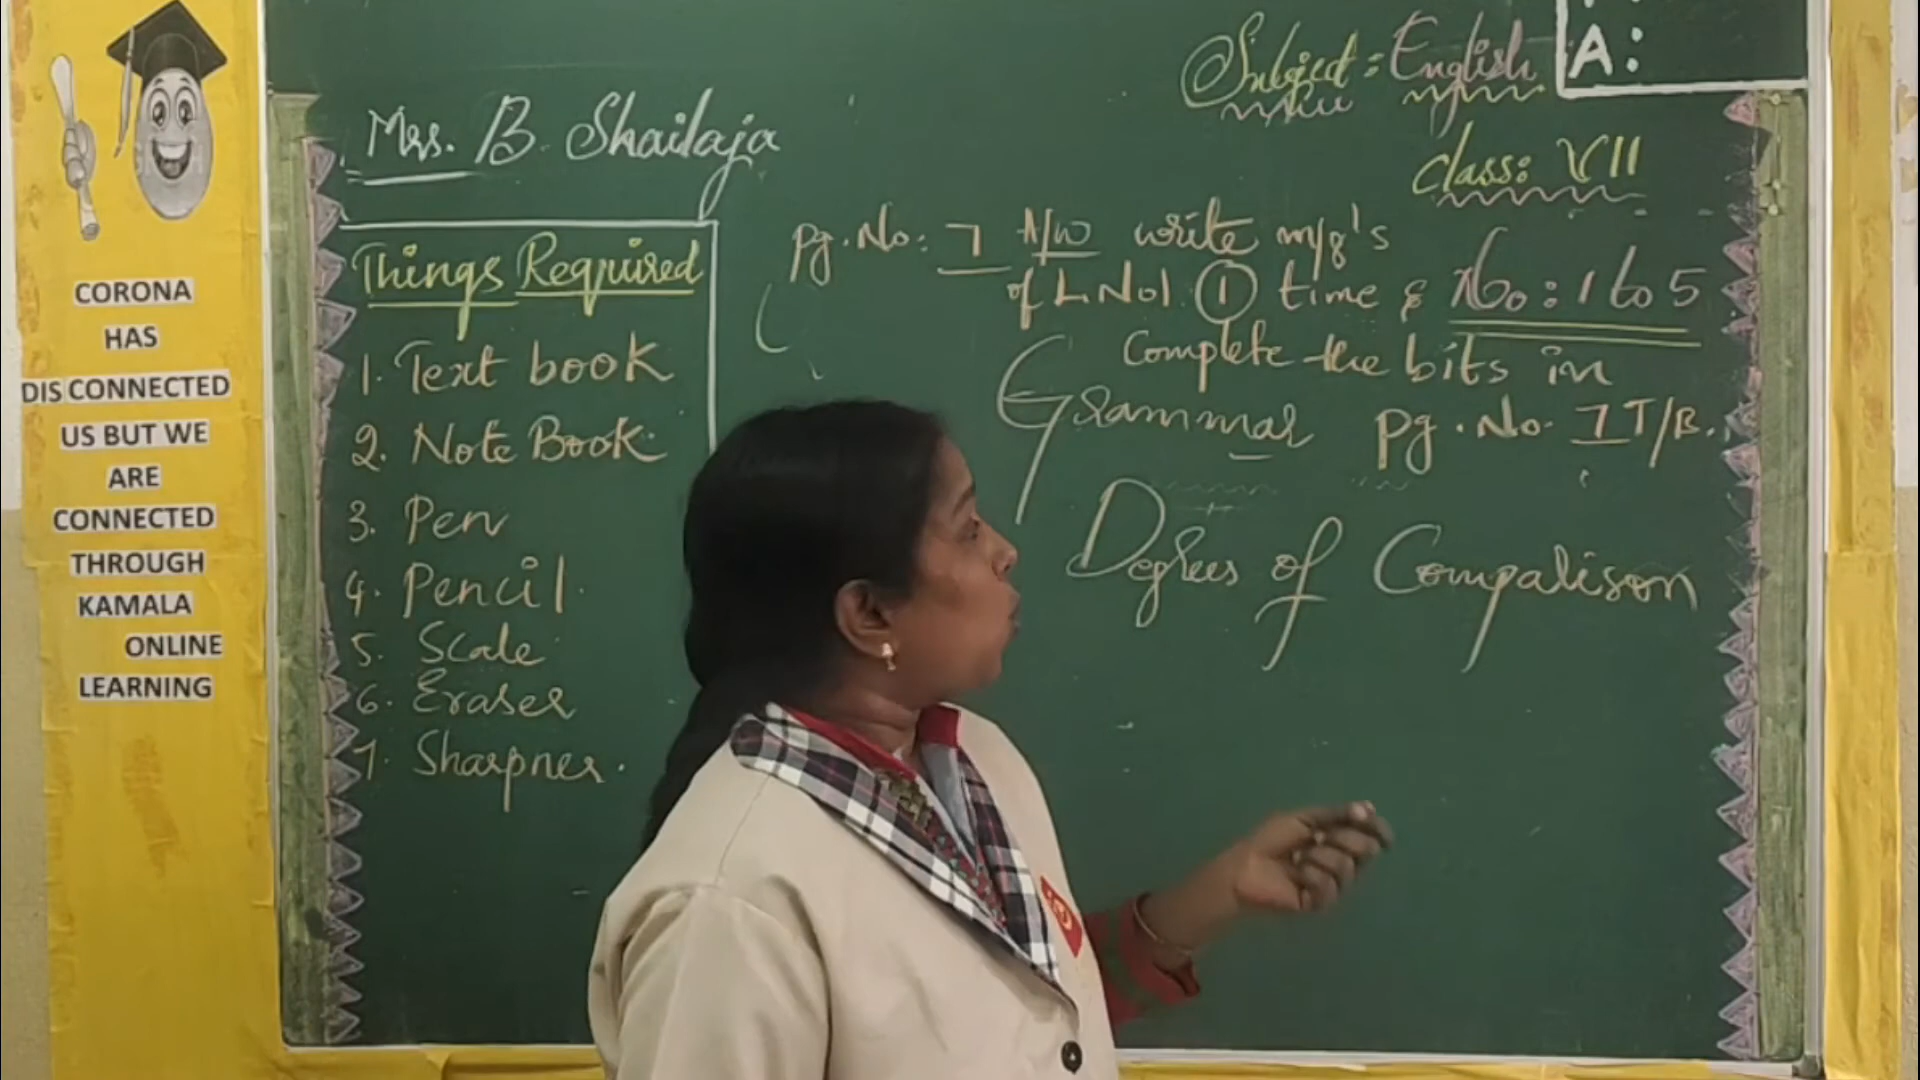 CORONA
HAS
DIS CONNECTED
US BUT WE
ARE
CONNECTED
THROUGH
KAMALA
ONLINE
LEARNING
Mrs. B. Shailaja
Things Required
1. Text book
2. Note Book.
3. Pen
4. Pencil.
5. Scale
6. Eraser
7. Sharpner.
Subject: English
A:
Class: VII
Pg. No: 7 H/W write m/g's
of L No1 1 time & No: 1 to 5
Complete the bits in
Grammar Pg. No. 7 T/B.
Degrees of Comparison